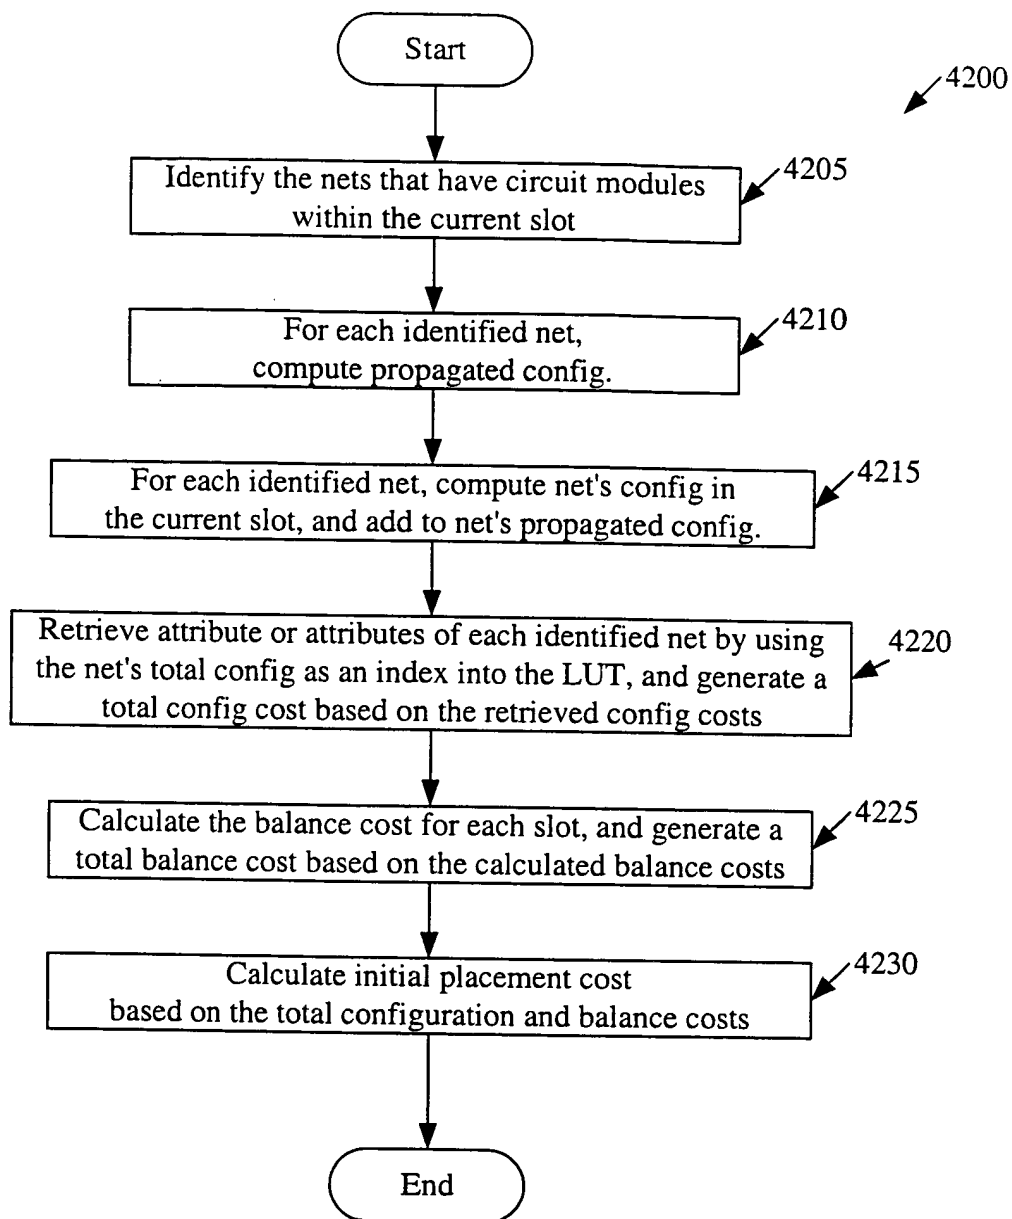 Start
4200
Identify the nets that have circuit modules
within the current slot
4205
For each identified net,
compute propagated config.
4210
For each identified net, compute net's config in
the current slot, and add to net's propagated config.
4215
Retrieve attribute or attributes of each identified net by using
the net's total config as an index into the LUT, and generate a
total config cost based on the retrieved config costs
4220
Calculate the balance cost for each slot, and generate a
total balance cost based on the calculated balance costs
4225
Calculate initial placement cost
based on the total configuration and balance costs
4230
End